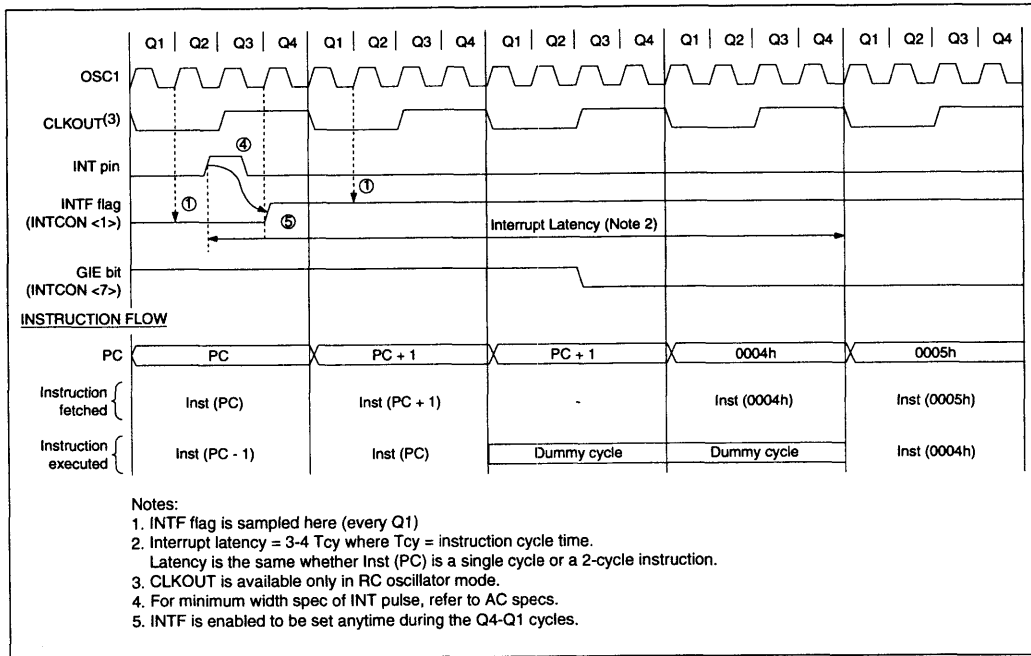 Q1 | Q2 | Q3 | Q4 | Q1 | Q2 | Q3 | Q4 | Q1 | Q2 | Q3 | Q4 | Q1 | Q2 | Q3 | Q4 | Q1 | Q2 | Q3 | Q4
OSC1
CLKOUT(3)
④
INT pin
①
①
INTF flag
(INTCON <1>)
⑤
Interrupt Latency (Note 2)
GIE bit
(INTCON <7>)
INSTRUCTION FLOW
PC PC PC + 1 PC + 1 0004h 0005h
Instruction
fetched
Inst (PC) Inst (PC + 1) - Inst (0004h) Inst (0005h)
Instruction
executed
Inst (PC - 1) Inst (PC) Dummy cycle Dummy cycle Inst (0004h)
Notes:
1. INTF flag is sampled here (every Q1)
2. Interrupt latency = 3-4 Tcy where Tcy = instruction cycle time.
Latency is the same whether Inst (PC) is a single cycle or a 2-cycle instruction.
3. CLKOUT is available only in RC oscillator mode.
4. For minimum width spec of INT pulse, refer to AC specs.
5. INTF is enabled to be set anytime during the Q4-Q1 cycles.